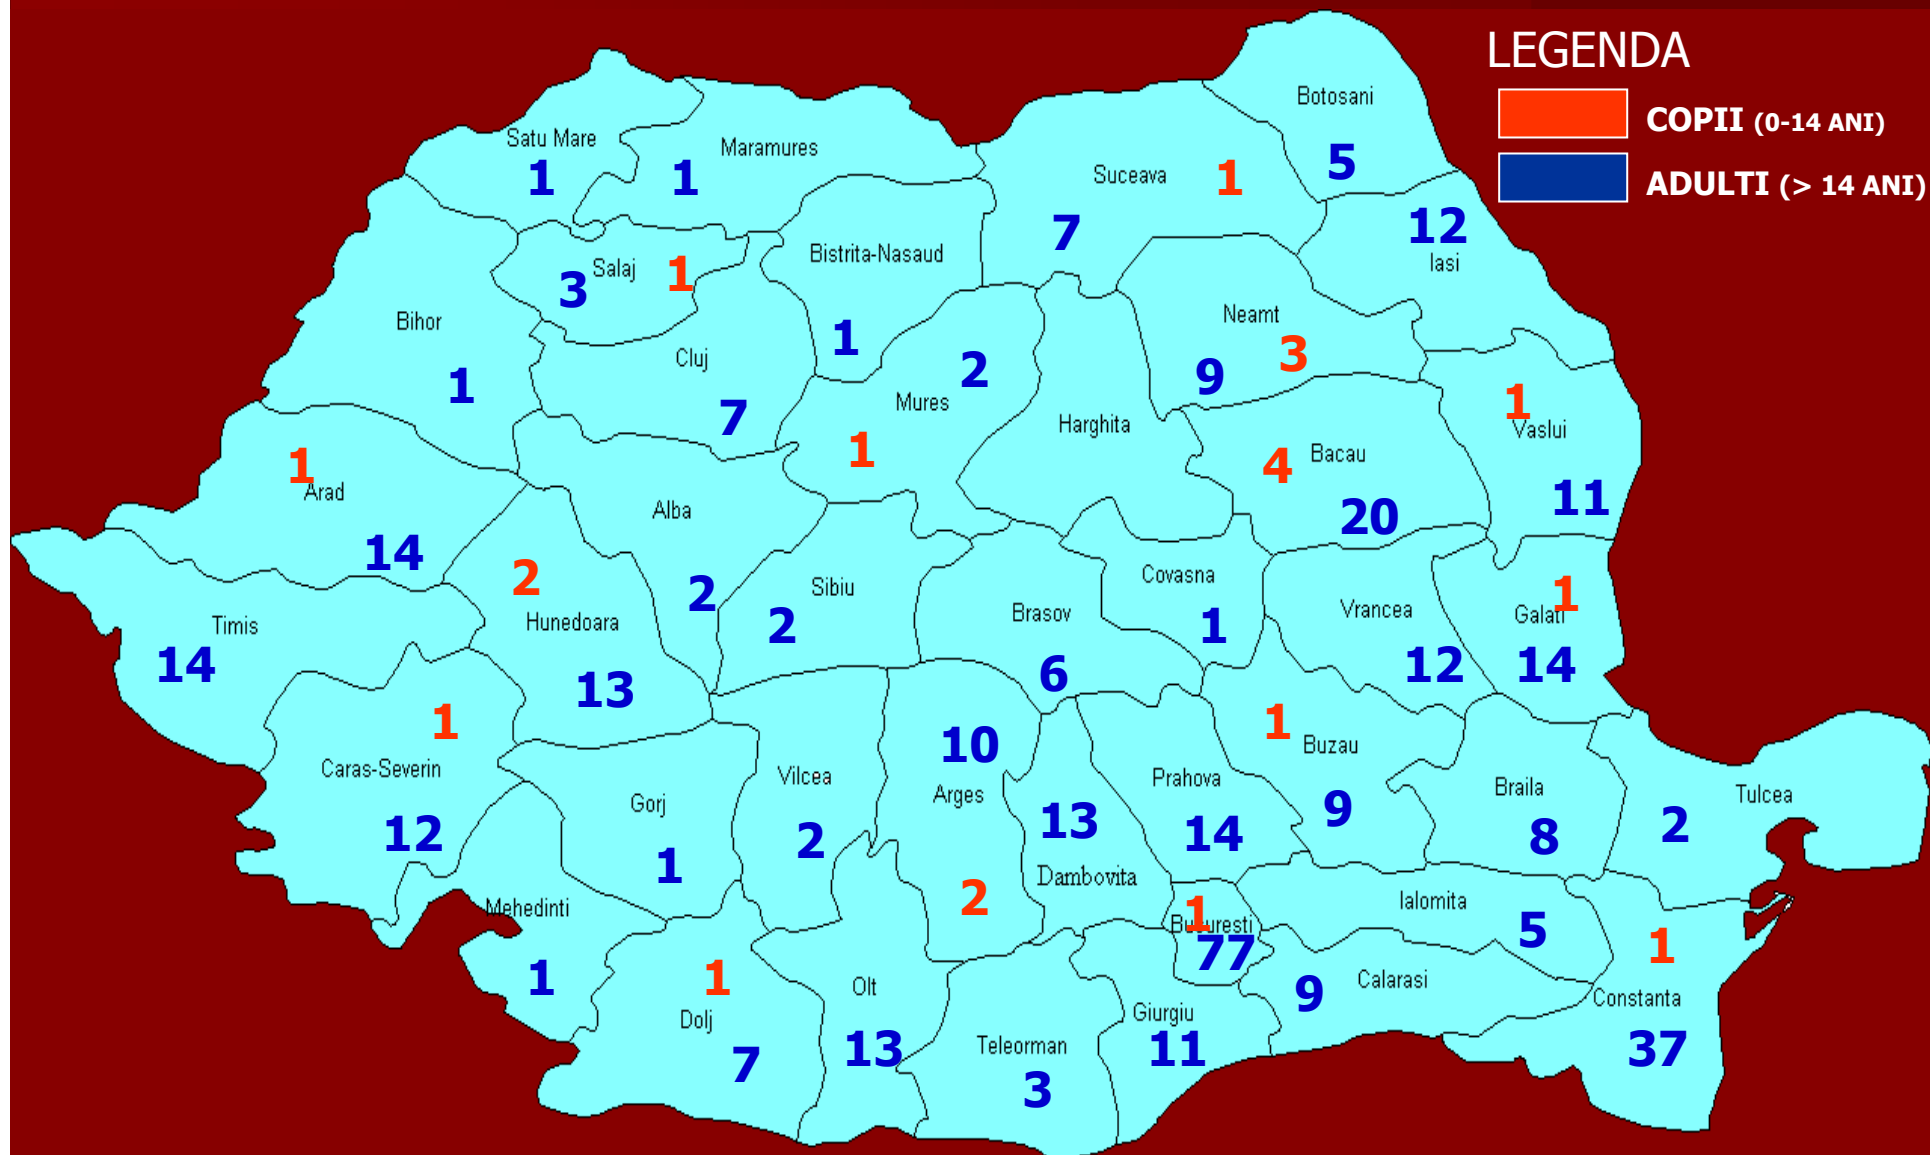 LEGENDA
COPII (0-14 ANI)
ADULTI (> 14 ANI)
Botosani
5
Satu Mare
1
Maramures
1
Suceava
1
7
12
Iasi
Bistrita-Nasaud
1
Salaj
1
3
Bihor
1
Cluj
7
Neamt
3
9
2
Mures
1
Harghita
1
Vaslui
11
Bacau
4
20
1
Arad
14
Alba
2
2
Hunedoara
13
Sibiu
2
Covasna
1
Brasov
6
Vrancea
12
1
Galati
14
Timis
14
1
Caras-Severin
12
Gorj
1
Vilcea
2
10
Arges
2
13
Dambovita
Prahova
14
1
Buzau
9
Braila
8
Tulcea
2
Mehedinti
1
1
Dolj
7
Olt
13
Teleorman
3
Giurgiu
11
1
Bucuresti
77
Ialomita
5
Calarasi
9
1
Constanta
37